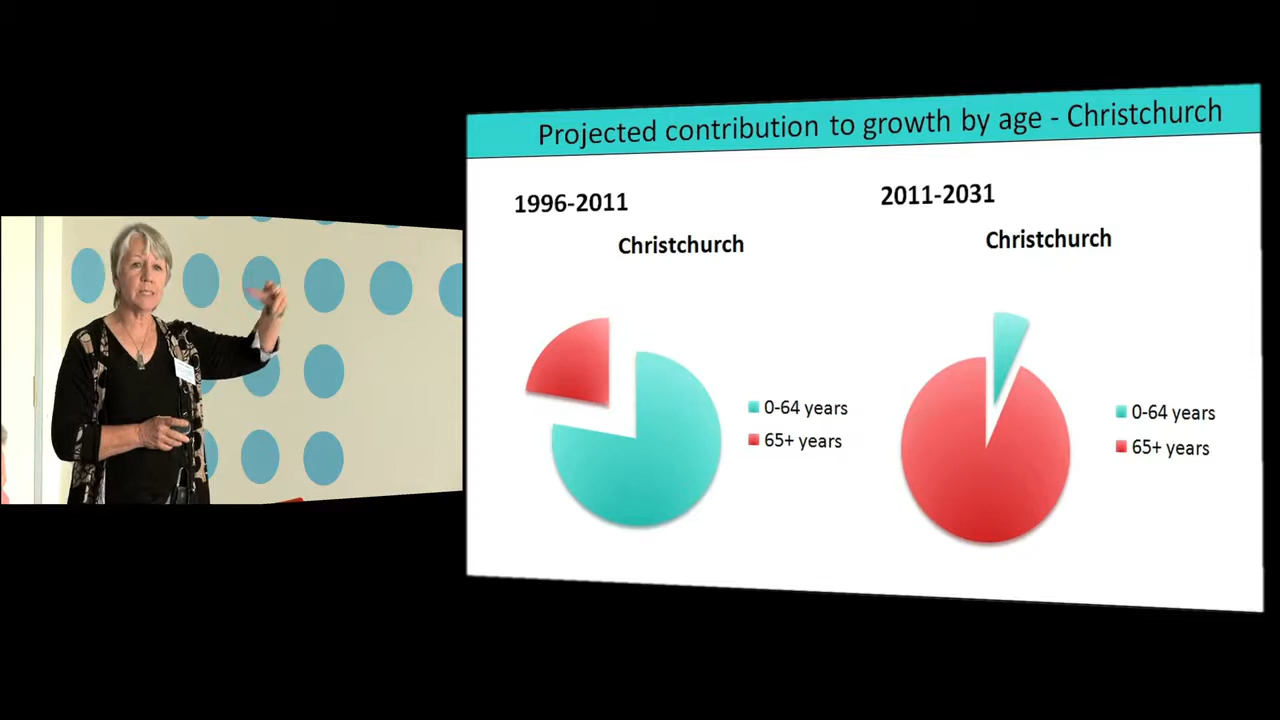 Projected contribution to growth by age - Christchurch
1996-2011
Christchurch
0-64 years
65+ years
2011-2031
Christchurch
0-64 years
65+ years